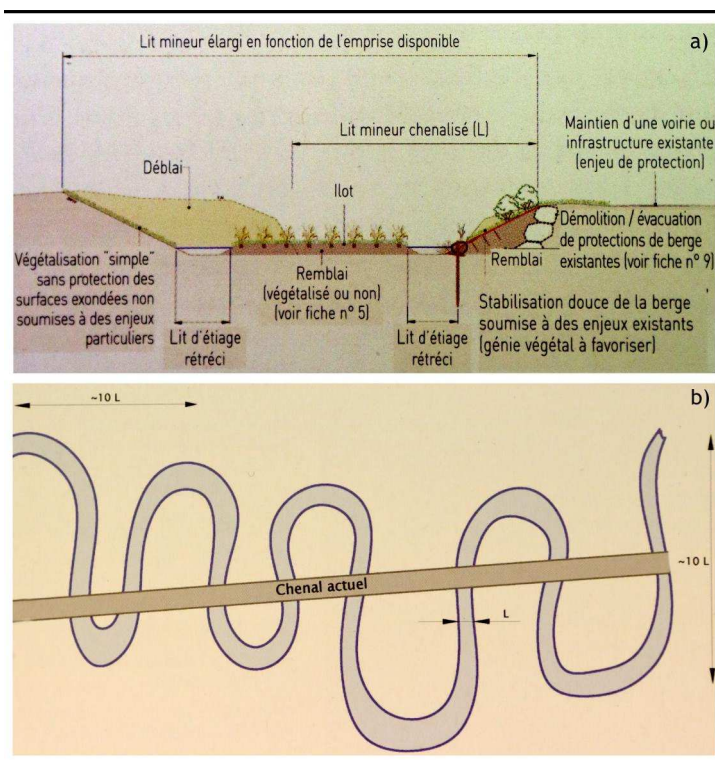 a)
Lit mineur élargi en fonction de l'emprise disponible
Lit mineur chenalisé (L)
Maintien d'une voirie ou
infrastructure existante
(enjeu de protection)
Déblai
Ilot
Végétalisation "simple"
sans protection des
surfaces exondées non
soumises à des enjeux
particuliers
Lit d'étiage
rétréci
Remblai
(végétalisé ou non)
(voir fiche n° 5)
Lit d'étiage
rétréci
Remblai
Démolition / évacuation
de protections de berge
existantes (voir fiche n° 9)
Stabilisation douce de la berge
soumise à des enjeux existants
(génie végétal à favoriser)
b)
~10 L
~10 L
Chenal actuel
L